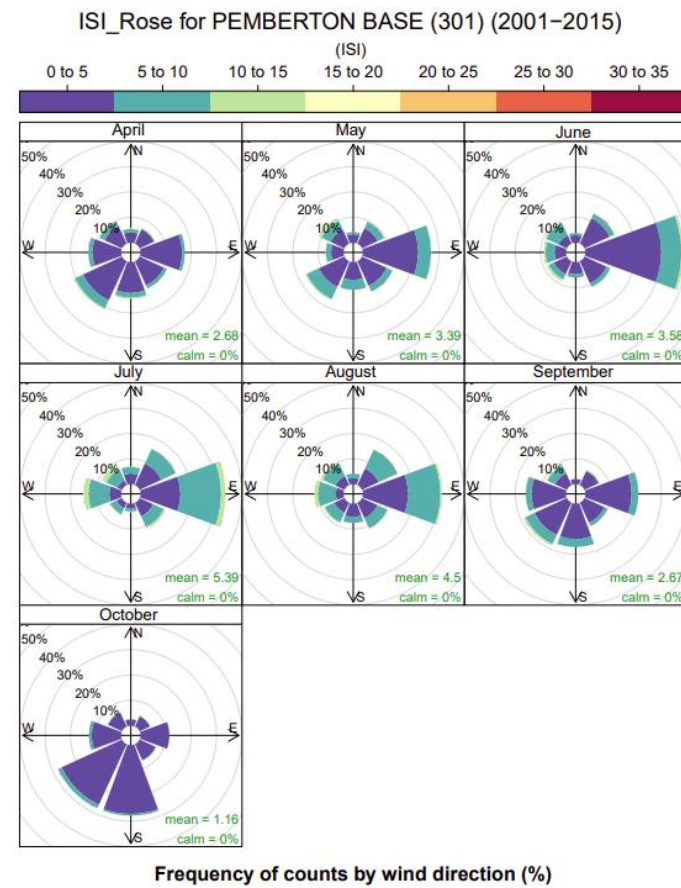 ISI_Rose for PEMBERTON BASE (301) (2001−2015)
(ISI)
0 to 5 5 to 10 10 to 15 15 to 20 20 to 25 25 to 30 30 to 35
April May June
50% 40% 30% 20% 10% N E S W
mean = 2.68
calm = 0%
50% 40% 30% 20% 10% N E S W
mean = 3.39
calm = 0%
50% 40% 30% 20% 10% N E S W
mean = 3.58
calm = 0%
July August September
50% 40% 30% 20% 10% N E S W
mean = 5.39
calm = 0%
50% 40% 30% 20% 10% N E S W
mean = 4.5
calm = 0%
50% 40% 30% 20% 10% N E S W
mean = 2.67
calm = 0%
October
50% 40% 30% 20% 10% N E S W
mean = 1.16
calm = 0%
Frequency of counts by wind direction (%)